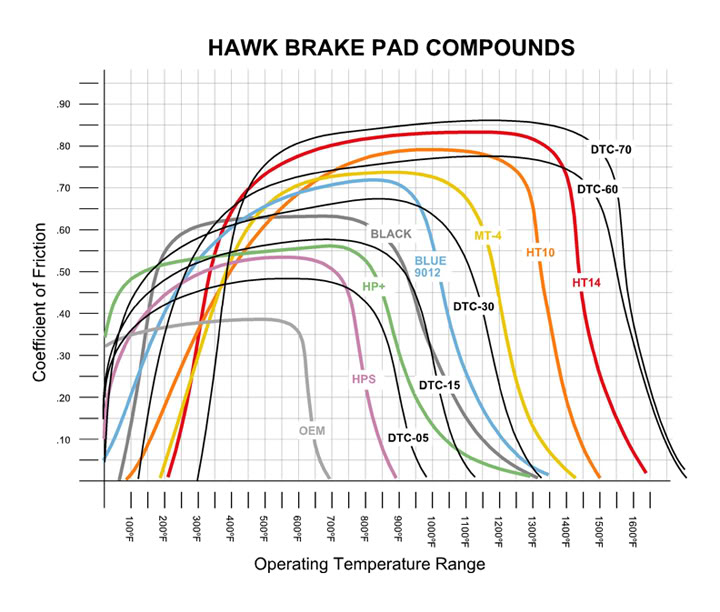 HAWK BRAKE PAD COMPOUNDS
Coefficient of Friction
.90
.80
.70
.60
.50
.40
.30
.20
.10
DTC-70
DTC-60
BLACK
MT-4
HT10
BLUE
9012
HP+
HT14
DTC-30
HPS
DTC-15
OEM
DTC-05
100°F
200°F
300°F
400°F
500°F
600°F
700°F
800°F
900°F
1000°F
1100°F
1200°F
1300°F
1400°F
1500°F
1600°F
Operating Temperature Range